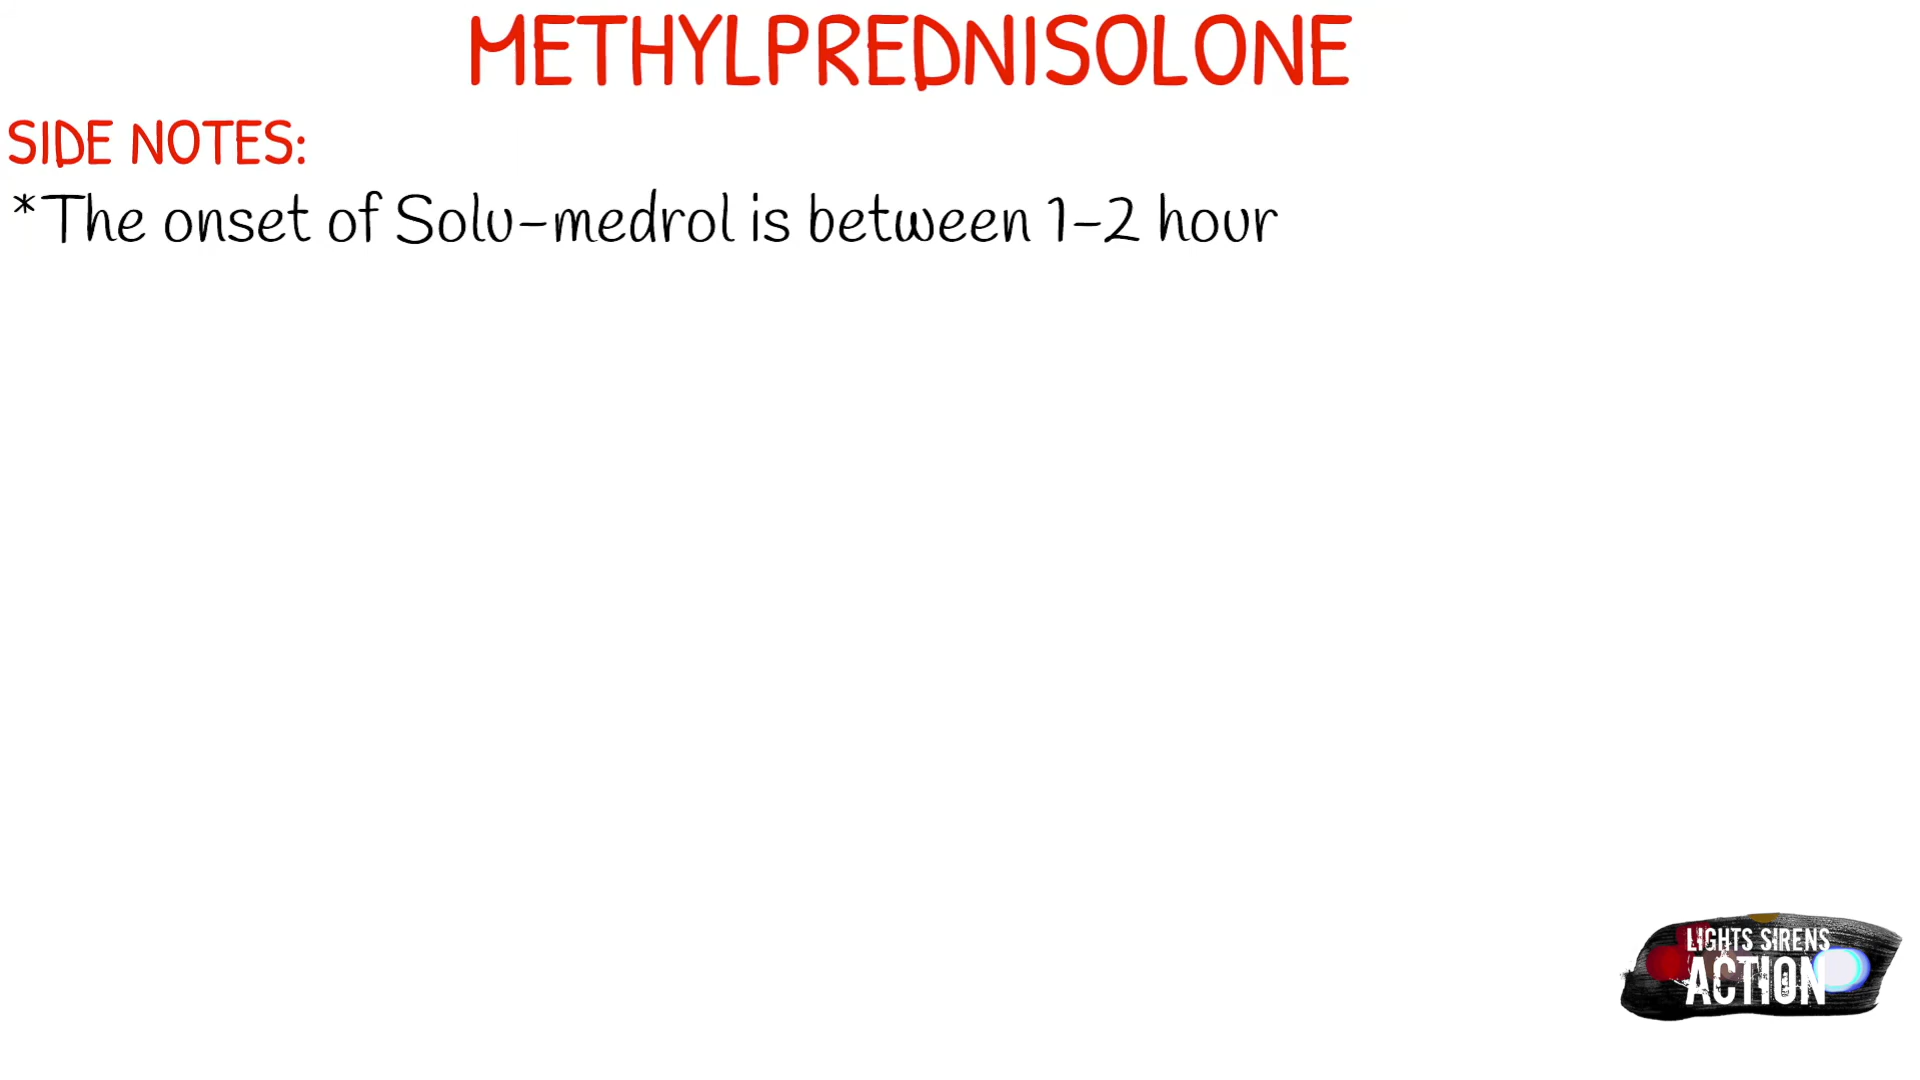 METHYLPREDNISOLONE
SIDE NOTES:
*The onset of Solu-medrol is between 1-2 hour
LIGHTS SIRENS
ACTION